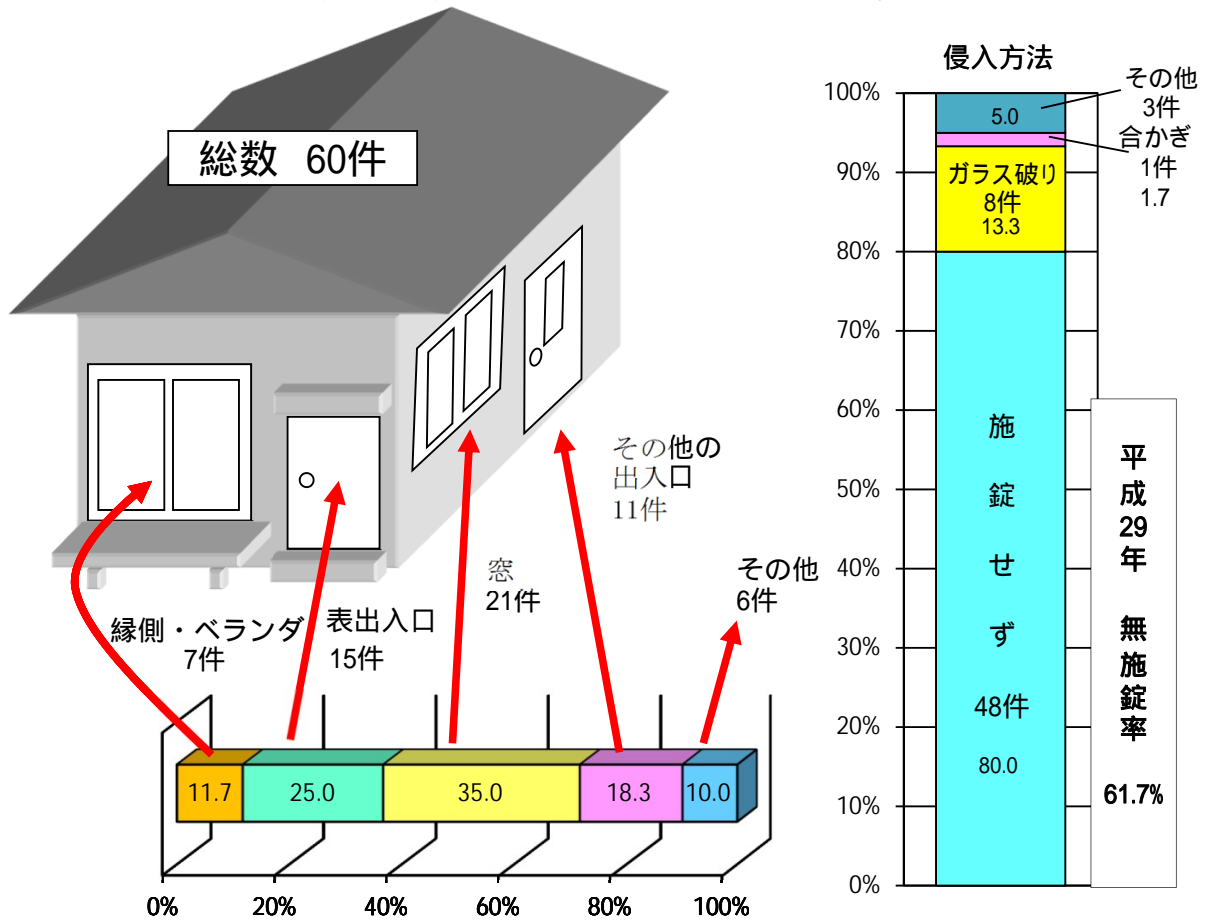 総数 60件
縁側・ベランダ
7件
表出入口
15件
窓
21件
その他の
出入口
11件
その他
6件
11.7
25.0
35.0
18.3
10.0
0%
20%
40%
60%
80%
100%
侵入方法
100%
90%
80%
70%
60%
50%
40%
30%
20%
10%
0%
5.0
その他
3件
合かぎ
1件
1.7
ガラス破り
8件
13.3
施錠せず
48件
80.0
平成29年 無施錠率
61.7%